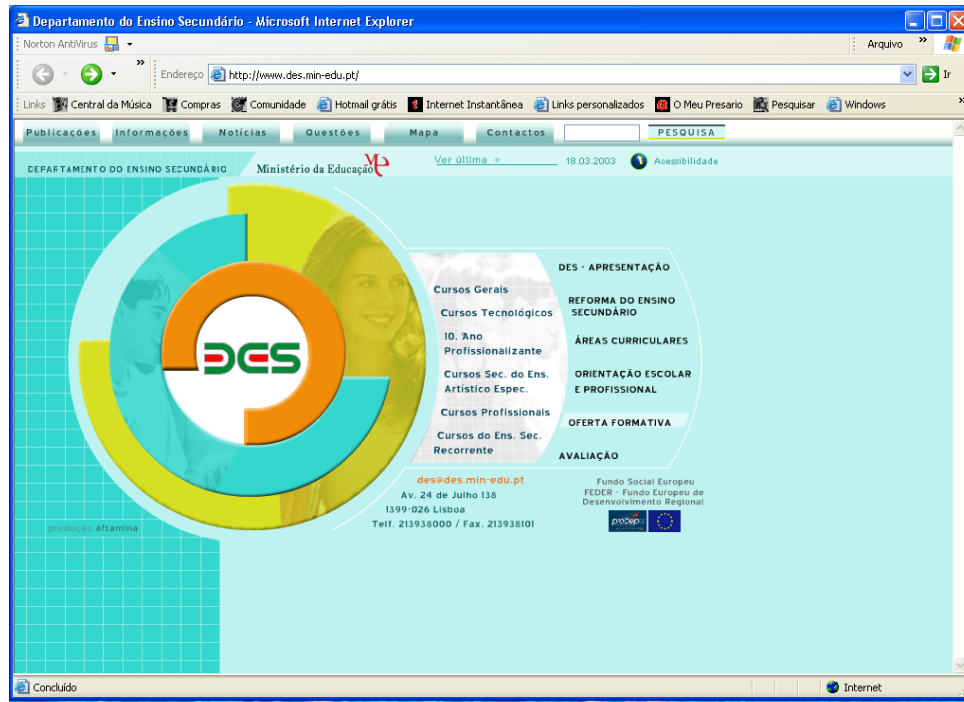 Departamento do Ensino Secundário - Microsoft Internet Explorer
Norton AntiVirus
Arquivo »
» Endereço http://www.des.min-edu.pt/ Ir
Links Central da Música Compras Comunidade Hotmail grátis Internet Instantânea Links personalizados O Meu Presario Pesquisar Windows »
Publicações Informações Notícias Questões Mapa Contactos PESQUISA
DEPARTAMENTO DO ENSINO SECUNDÁRIO Ministério da Educação Ver última 18.03.2003 Acessibilidade
DES
Cursos Gerais
Cursos Tecnológicos
10. Ano
Profissionalizante
Cursos Sec. do Ens.
Artístico Espec.
Cursos Profissionais
Cursos do Ens. Sec.
Recorrente
DES - APRESENTAÇÃO
REFORMA DO ENSINO
SECUNDÁRIO
ÁREAS CURRICULARES
ORIENTAÇÃO ESCOLAR
E PROFISSIONAL
OFERTA FORMATIVA
AVALIAÇÃO
des@des.min-edu.pt
Av. 24 de Julho 138
1399-026 Lisboa
Telf. 213938000 / Fax. 213938101
Fundo Social Europeu
FEDER - Fundo Europeu de
Desenvolvimento Regional
prodep
produção aftamina
Concluído Internet